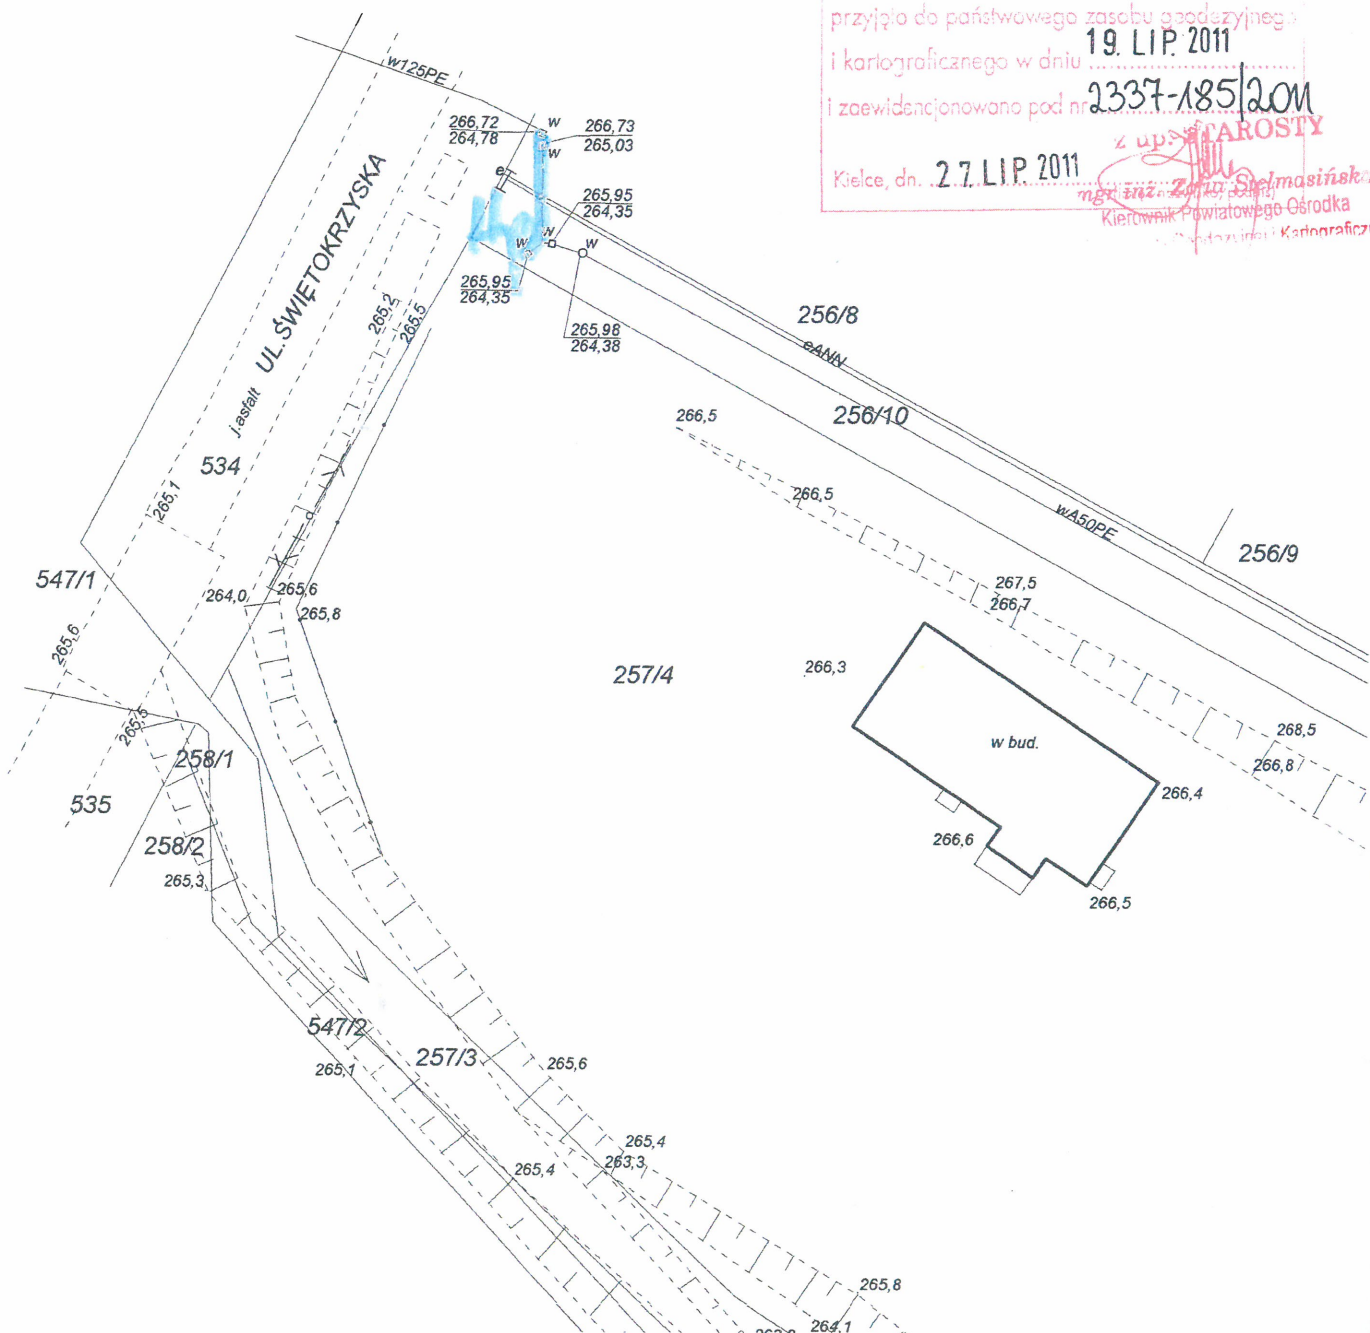 przyjęto do państwowego zasobu geodezyjnego
i kartograficznego w dniu 19. LIP. 2011
i zaewidencjonowano pod nr 2337-185/2011
z up. STAROSTY
Kielce, dn. 27. LIP. 2011
mgr inż.
Kierownik Powiatowego Ośrodka
Kartograficz
w125PE
266,72
264,78
w
266,73
265,03
w
e
265,95
264,35
w
w
w
265,95
264,35
265,98
264,38
UL.ŚWIĘTOKRZYSKA
j.asfalt
265,2
265,5
256/8
eANN
256/10
266,5
534
265,1
266,5
wA50PE
256/9
547/1
264,0
265,6
265,8
267,5
266,7
265,6
257/4
266,3
265,5
258/1
w bud.
268,5
266,8
535
266,4
258/2
266,6
265,3
266,5
547/2
257/3
265,1
265,6
265,4
263,3
265,4
265,8
264,1